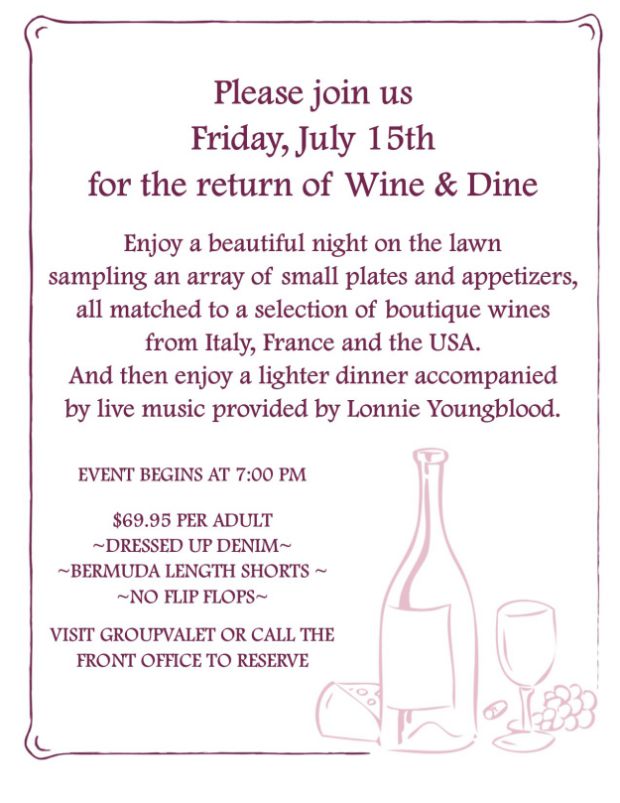 Please join us
Friday, July 15th
for the return of Wine & Dine
Enjoy a beautiful night on the lawn
sampling an array of small plates and appetizers,
all matched to a selection of boutique wines
from Italy, France and the USA.
And then enjoy a lighter dinner accompanied
by live music provided by Lonnie Youngblood.
EVENT BEGINS AT 7:00 PM
$69.95 PER ADULT
~DRESSED UP DENIM~
~BERMUDA LENGTH SHORTS ~
~NO FLIP FLOPS~
VISIT GROUPVALET OR CALL THE
FRONT OFFICE TO RESERVE